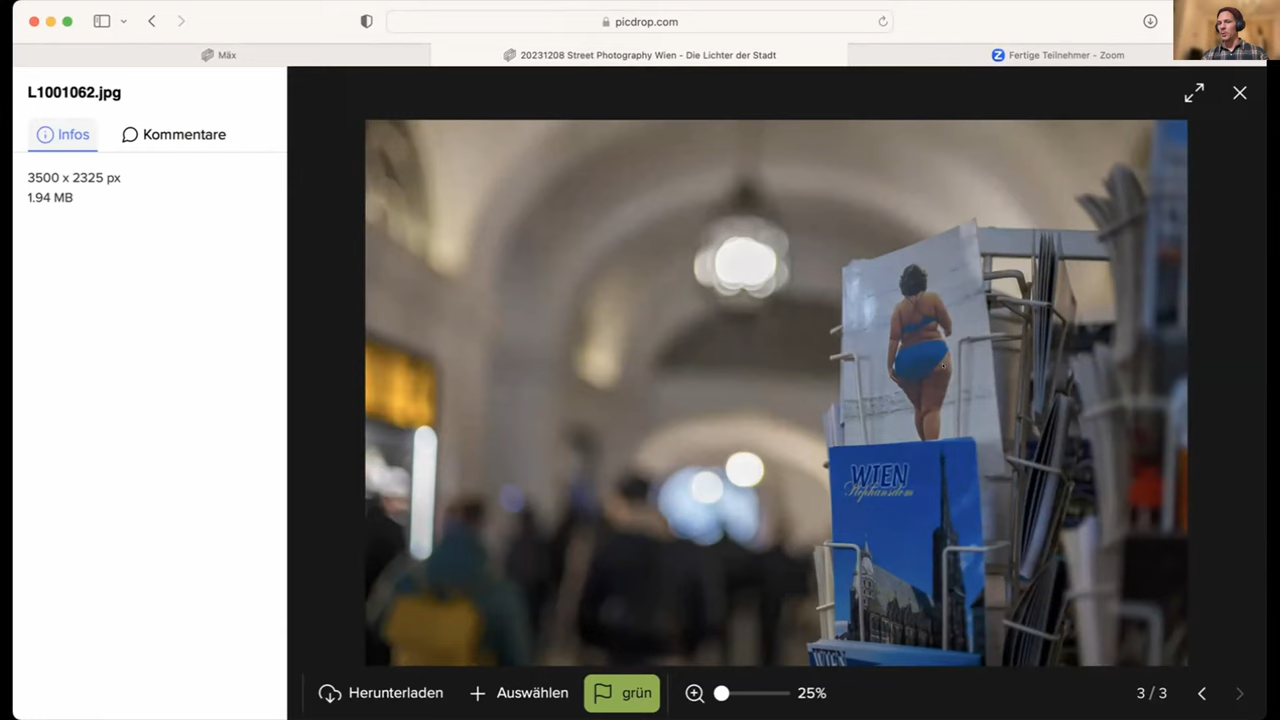 picdrop.com
Mäx
20231208 Street Photography Wien - Die Lichter der Stadt
Fertige Teilnehmer - Zoom
L1001062.jpg
Infos
Kommentare
3500 x 2325 px
1.94 MB
WIEN
Stephansdom
WIEN
Herunterladen
Auswählen
grün
25%
3 / 3